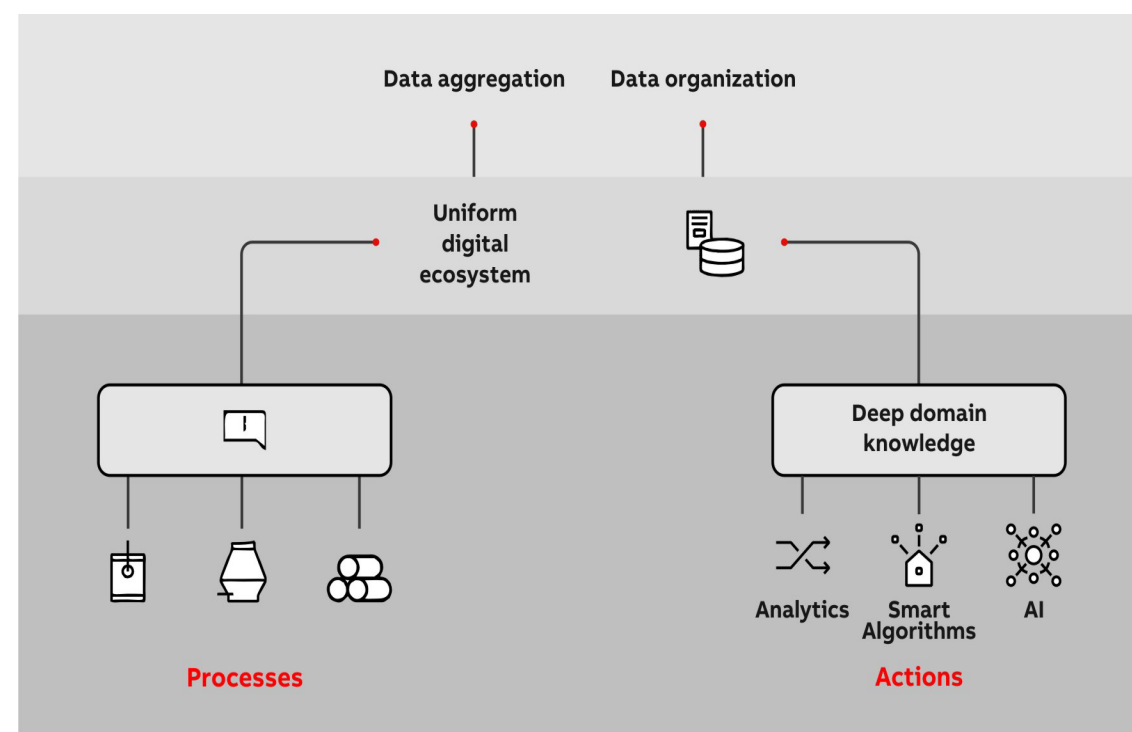 Data aggregation
Data organization
Uniform
digital
ecosystem
Deep domain
knowledge
Analytics
Smart
Algorithms
AI
Processes
Actions